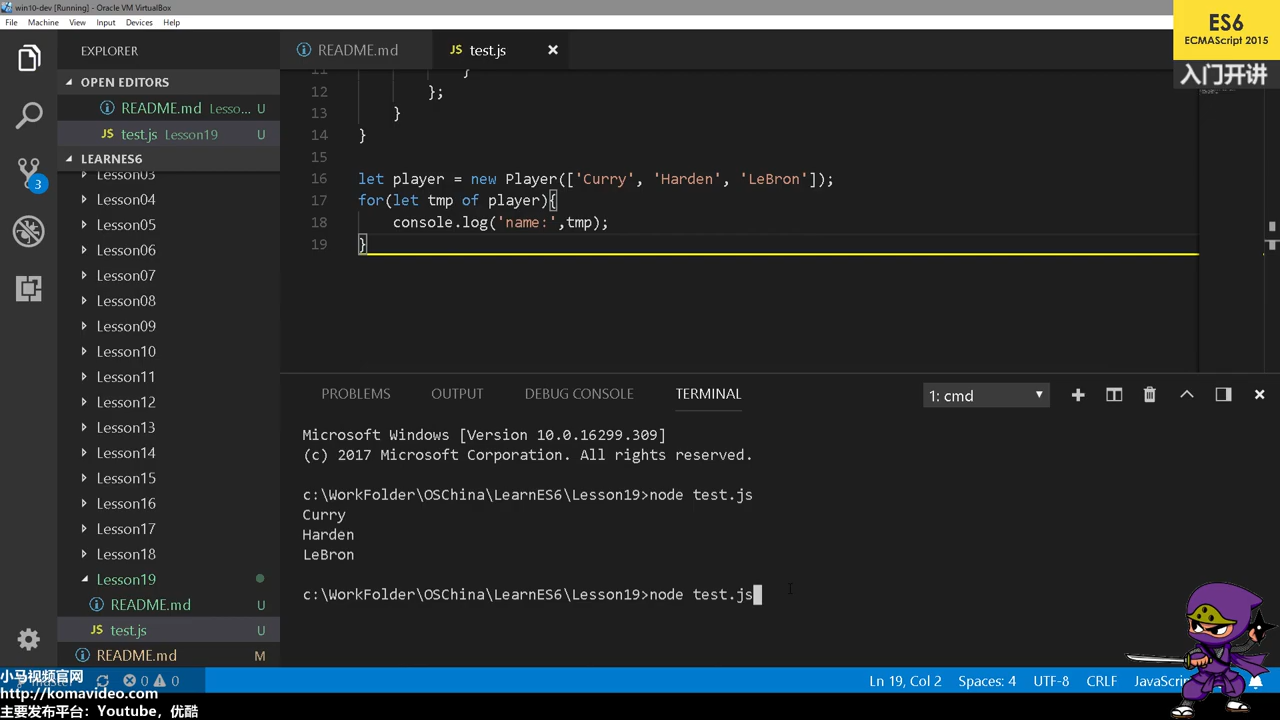 win10-dev [Running] - Oracle VM VirtualBox
File Machine View Input Devices Help
ES6
ECMAScript 2015
入门开讲
EXPLORER
OPEN EDITORS
README.md Lesso... U
JS test.js Lesson19 U
LEARNES6
Lesson03
Lesson04
Lesson05
Lesson06
Lesson07
Lesson08
Lesson09
Lesson10
Lesson11
Lesson12
Lesson13
Lesson14
Lesson15
Lesson16
Lesson17
Lesson18
Lesson19
README.md U
JS test.js U
README.md M
3
README.md
JS test.js
11 }
12 };
13 }
14 }
15
16 let player = new Player(['Curry', 'Harden', 'LeBron']);
17 for(let tmp of player){
18 console.log('name:',tmp);
19 }
PROBLEMS OUTPUT DEBUG CONSOLE TERMINAL 1: cmd
Microsoft Windows [Version 10.0.16299.309]
(c) 2017 Microsoft Corporation. All rights reserved.
c:\WorkFolder\OSChina\LearnES6\Lesson19>node test.js
Curry
Harden
LeBron
c:\WorkFolder\OSChina\LearnES6\Lesson19>node test.js
0 0 Ln 19, Col 2 Spaces: 4 UTF-8 CRLF
小马视频官网
http://komavideo.com
主要发布平台：Youtube，优酷